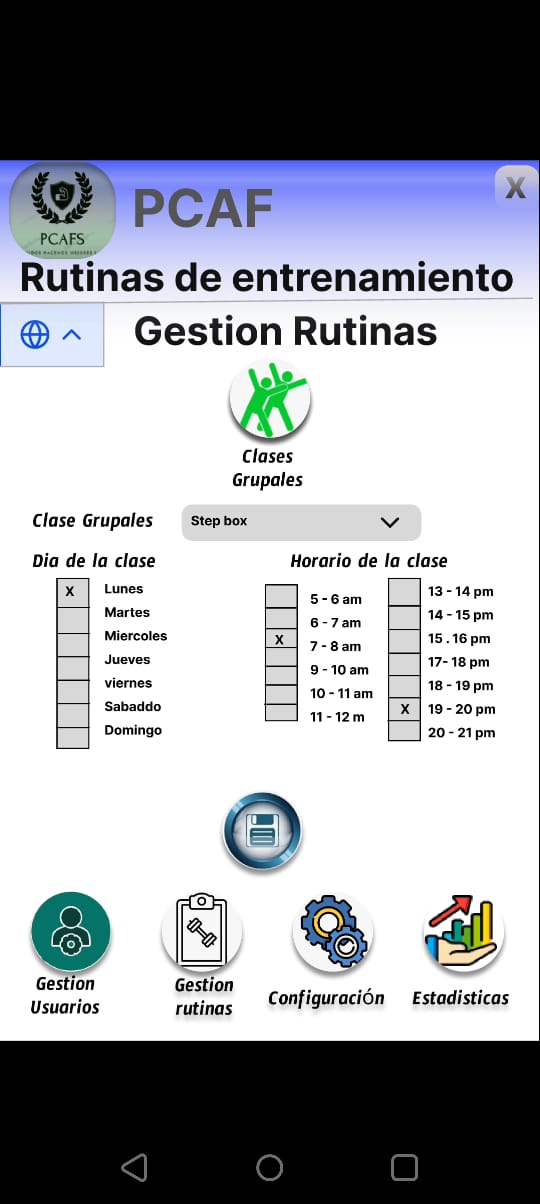 PCAF
X
PCAFS
Rutinas de entrenamiento
Gestion Rutinas
Clases
Grupales
Clase Grupales
Step box
Dia de la clase
Horario de la clase
X Lunes
Martes
Miercoles
Jueves
viernes
Sabaddo
Domingo
5 - 6 am
6 - 7 am
X 7 - 8 am
9 - 10 am
10 - 11 am
11 - 12 m
13 - 14 pm
14 - 15 pm
15 . 16 pm
17- 18 pm
18 - 19 pm
X 19 - 20 pm
20 - 21 pm
Gestion
Usuarios
Gestion
rutinas
Configuración
Estadisticas